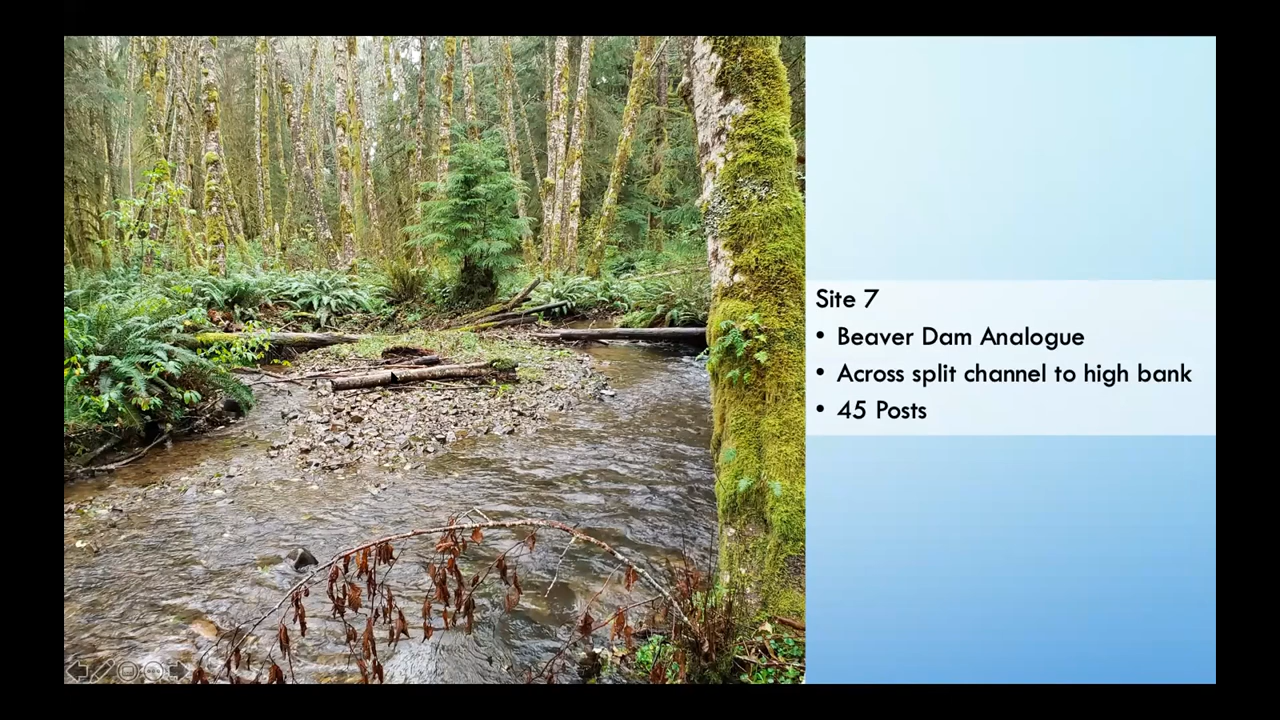 Site 7
• Beaver Dam Analogue
• Across split channel to high bank
• 45 Posts